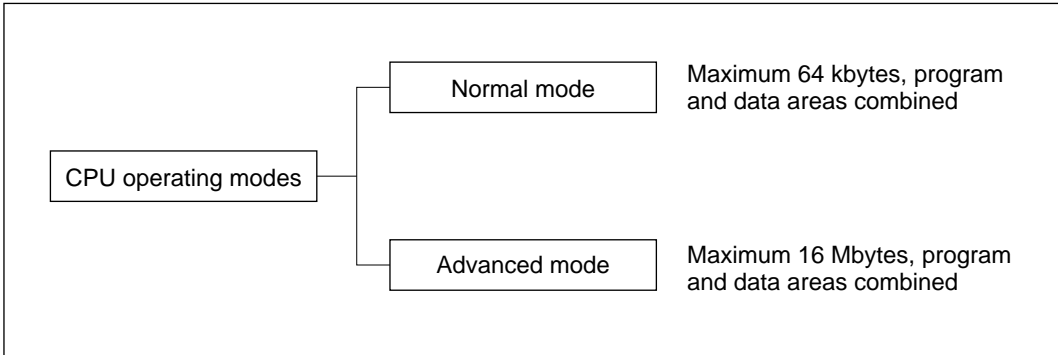 Normal mode
Maximum 64 kbytes, program
and data areas combined
CPU operating modes
Advanced mode
Maximum 16 Mbytes, program
and data areas combined